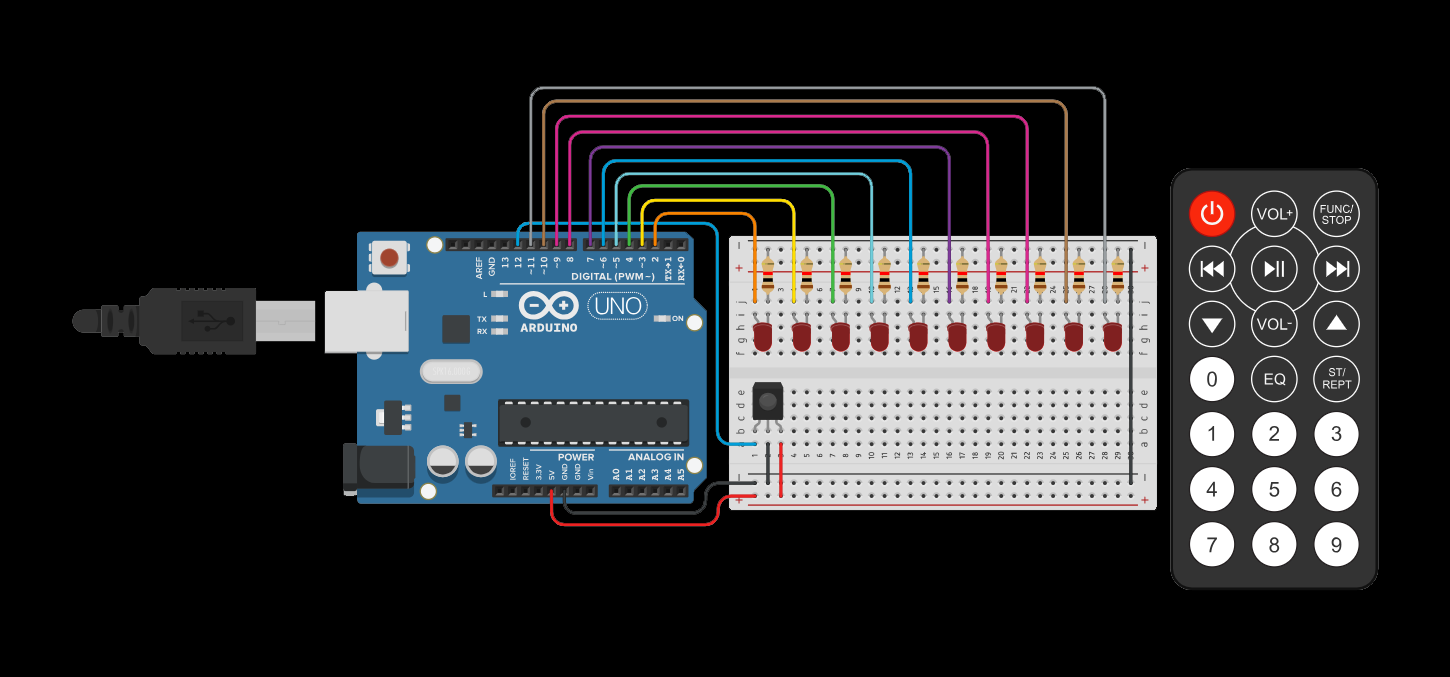 AREF
GND
13
12
~11
~10
~9
8
7
~6
~5
4
~3
2
TX→1
RX←0
DIGITAL (PWM~)
L
TX
RX
ARDUINO
UNO
ON
IOREF
RESET
3.3V
5V
GND
GND
Vin
POWER
A0
A1
A2
A3
A4
A5
ANALOG IN
j
i
h
g
f
e
d
c
b
a
VOL+
FUNC/
STOP
VOL-
0
EQ
ST/
REPT
1
2
3
4
5
6
7
8
9